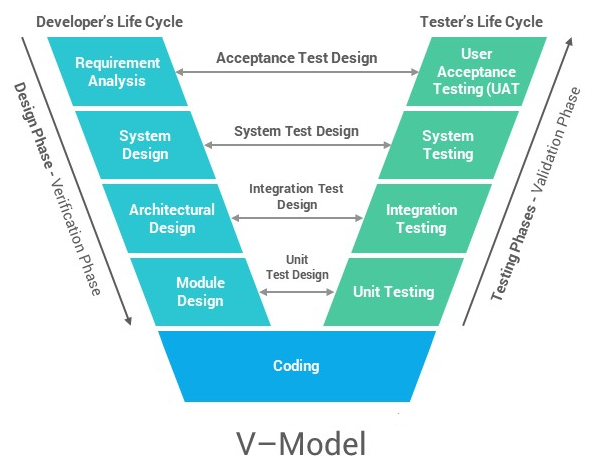 Developer's Life Cycle
Tester's Life Cycle
Design Phase - Verification Phase
Requirement
Analysis
Acceptance Test Design
User
Acceptance
Testing (UAT
System
Design
System Test Design
System
Testing
Architectural
Design
Integration Test
Design
Integration
Testing
Module
Design
Unit
Test Design
Unit Testing
Testing Phases - Validation Phase
Coding
V–Model